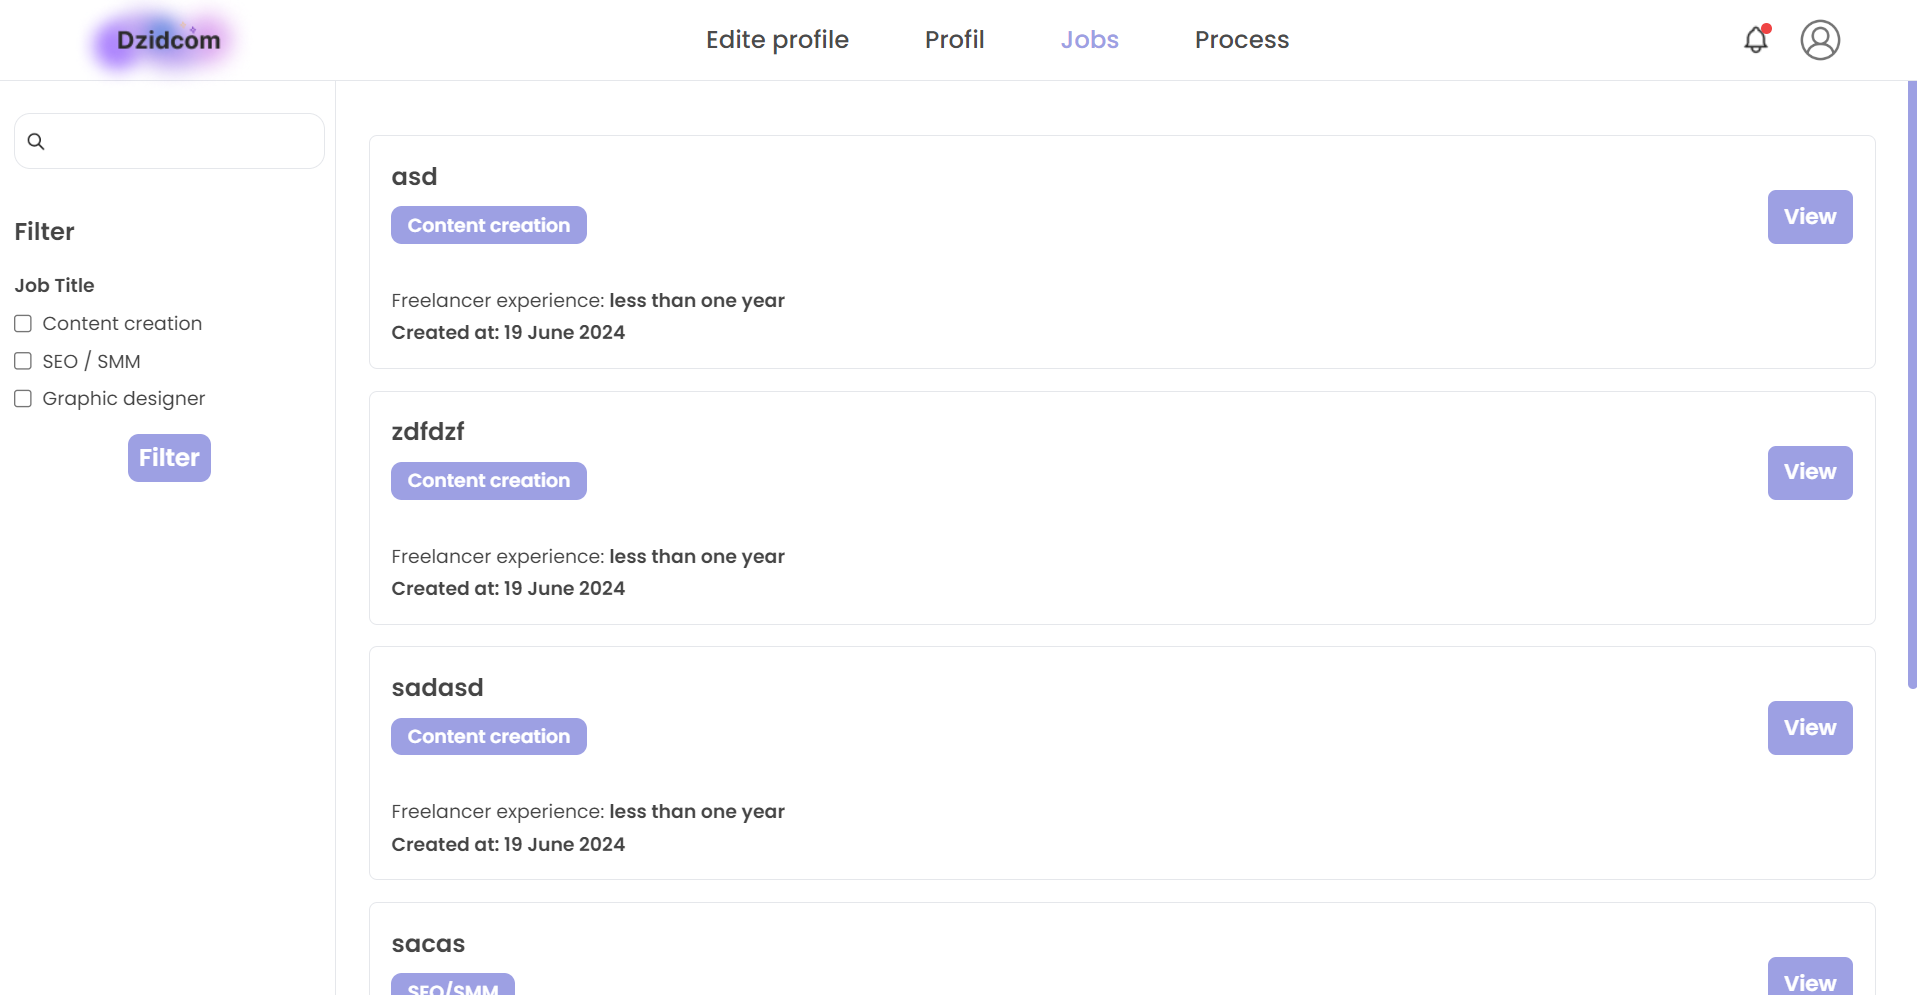 Dzidcom
Edite profile
Profil
Jobs
Process
Filter
Job Title
Content creation
SEO / SMM
Graphic designer
Filter
asd
Content creation
View
Freelancer experience: less than one year
Created at: 19 June 2024
zdfdzf
Content creation
View
Freelancer experience: less than one year
Created at: 19 June 2024
sadasd
Content creation
View
Freelancer experience: less than one year
Created at: 19 June 2024
sacas
SEO/SMM
View